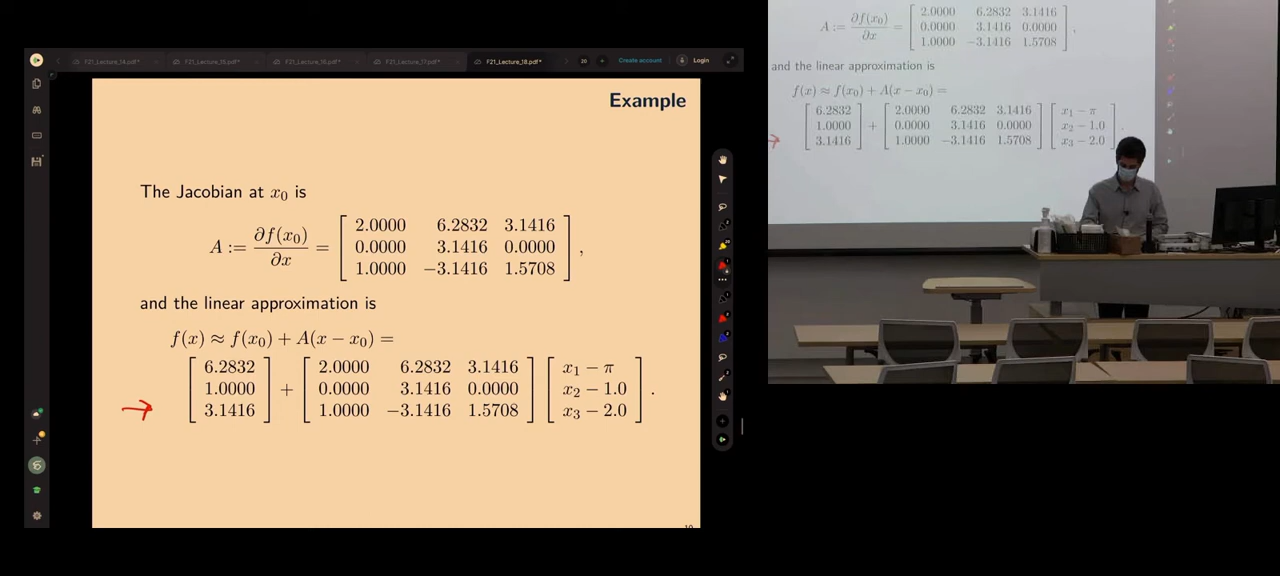 F21_Lecture_14.pdf*
F21_Lecture_15.pdf*
F21_Lecture_16.pdf*
F21_Lecture_17.pdf*
F21_Lecture_18.pdf*
20
Create account
Login
Example
The Jacobian at x₀ is
A := ∂f(x₀)/∂x = [ 2.0000 6.2832 3.1416
0.0000 3.1416 0.0000
1.0000 −3.1416 1.5708 ] ,
and the linear approximation is
f(x) ≈ f(x₀) + A(x − x₀) =
[ 6.2832 ] [ 2.0000 6.2832 3.1416 ] [ x₁ − π ]
[ 1.0000 ] + [ 0.0000 3.1416 0.0000 ] [ x₂ − 1.0 ] .
[ 3.1416 ] [ 1.0000 −3.1416 1.5708 ] [ x₃ − 2.0 ]
A := ∂f(x₀)/∂x = [ 2.0000 6.2832 3.1416
0.0000 3.1416 0.0000
1.0000 −3.1416 1.5708 ] ,
and the linear approximation is
f(x) ≈ f(x₀) + A(x − x₀) =
[ 6.2832 ] [ 2.0000 6.2832 3.1416 ] [ x₁ − π ]
[ 1.0000 ] + [ 0.0000 3.1416 0.0000 ] [ x₂ − 1.0 ] .
[ 3.1416 ] [ 1.0000 −3.1416 1.5708 ] [ x₃ − 2.0 ]